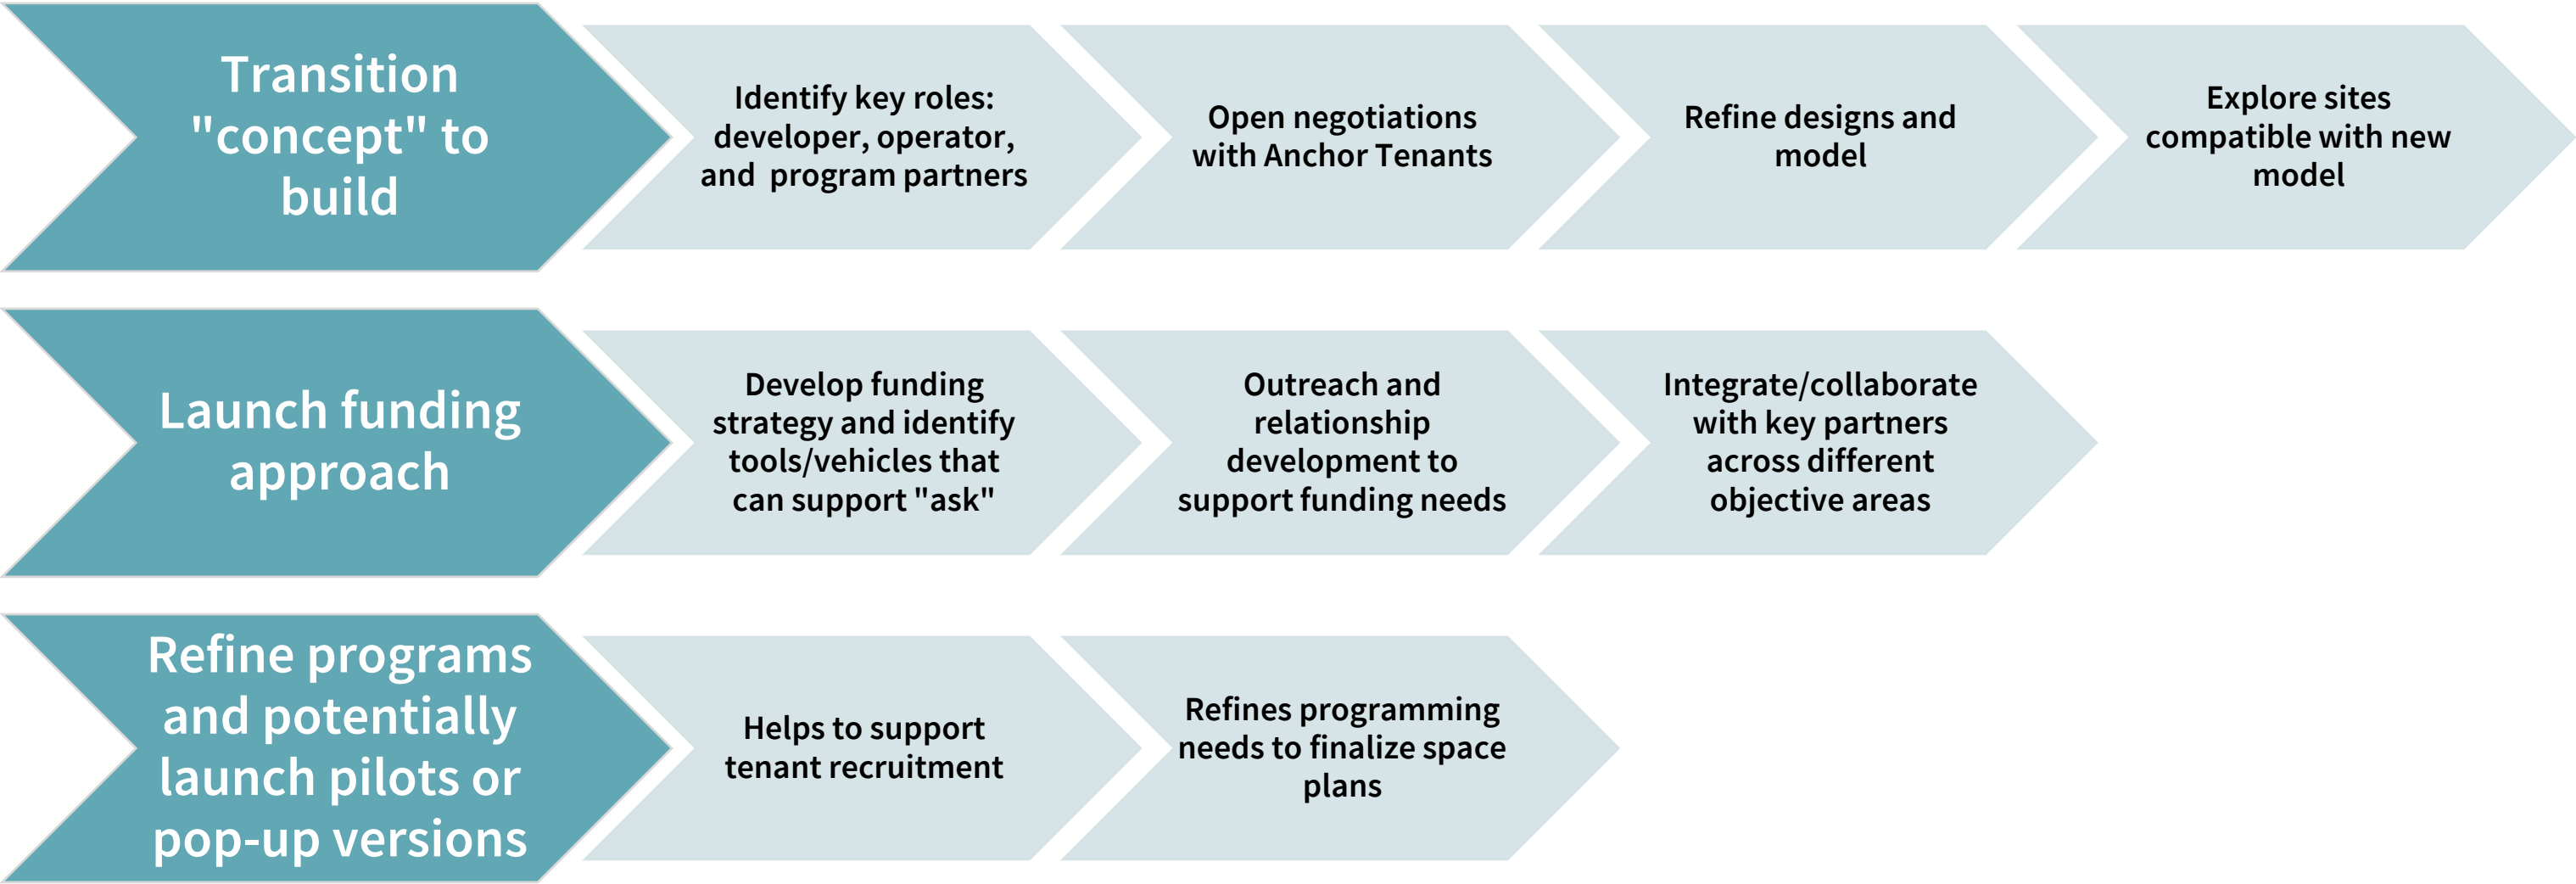 Transition
"concept" to
build
Identify key roles:
developer, operator,
and  program partners
Open negotiations
with Anchor Tenants
Refine designs and
model
Explore sites
compatible with new
model
Launch funding
approach
Develop funding
strategy and identify
tools/vehicles that
can support "ask"
Outreach and
relationship
development to
support funding needs
Integrate/collaborate
with key partners
across different
objective areas
Refine programs
and potentially
launch pilots or
pop-up versions
Helps to support
tenant recruitment
Refines programming
needs to finalize space
plans